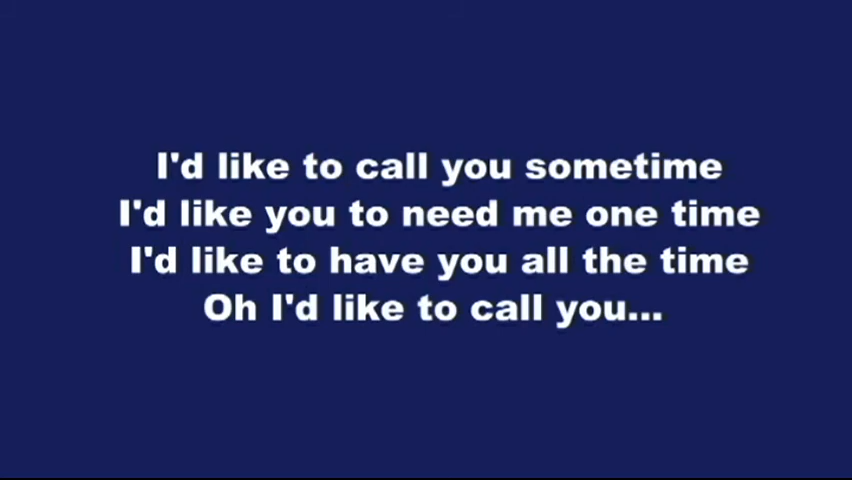 I'd like to call you sometime
I'd like you to need me one time
I'd like to have you all the time
Oh I'd like to call you...